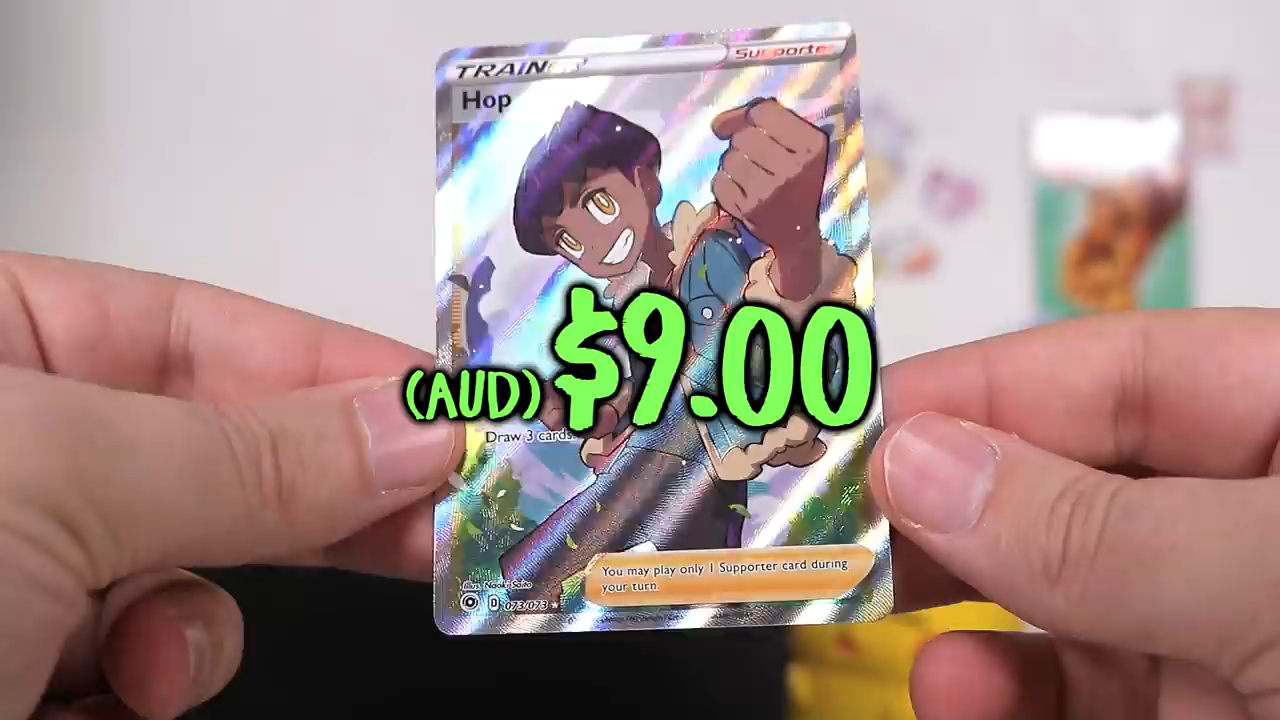 TRAINER
Supporter
Hop
(AUD) $9.00
Draw 3 cards.
You may play only 1 Supporter card during
your turn.
Illus. Naoki Saito
D 073/073